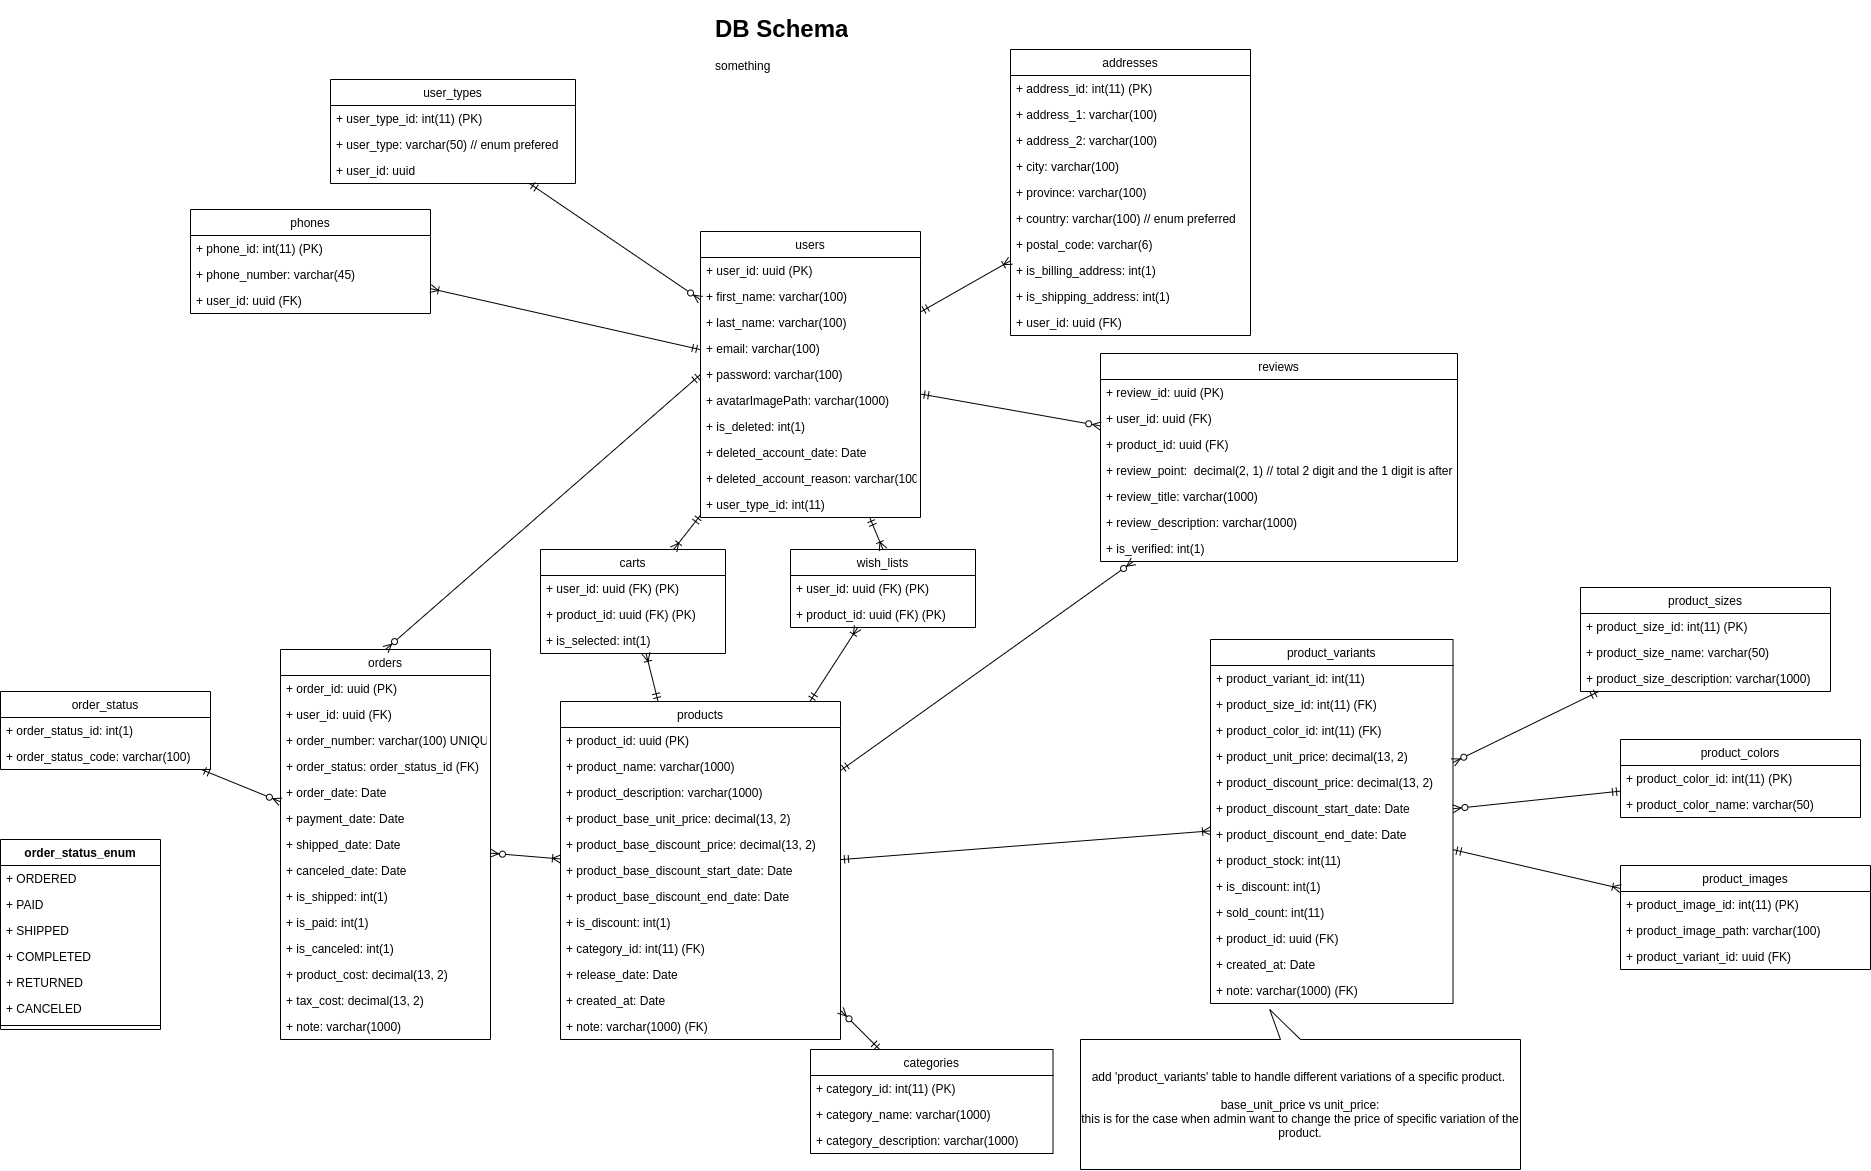 DB Schema
something
user_types
+ user_type_id: int(11) (PK)
+ user_type: varchar(50) // enum prefered
+ user_id: uuid
addresses
+ address_id: int(11) (PK)
+ address_1: varchar(100)
+ address_2: varchar(100)
+ city: varchar(100)
+ province: varchar(100)
+ country: varchar(100) // enum preferred
+ postal_code: varchar(6)
+ is_billing_address: int(1)
+ is_shipping_address: int(1)
+ user_id: uuid (FK)
phones
+ phone_id: int(11) (PK)
+ phone_number: varchar(45)
+ user_id: uuid (FK)
users
+ user_id: uuid (PK)
+ first_name: varchar(100)
+ last_name: varchar(100)
+ email: varchar(100)
+ password: varchar(100)
+ avatarImagePath: varchar(1000)
+ is_deleted: int(1)
+ deleted_account_date: Date
+ deleted_account_reason: varchar(100
+ user_type_id: int(11)
reviews
+ review_id: uuid (PK)
+ user_id: uuid (FK)
+ product_id: uuid (FK)
+ review_point:  decimal(2, 1) // total 2 digit and the 1 digit is after
+ review_title: varchar(1000)
+ review_description: varchar(1000)
+ is_verified: int(1)
carts
+ user_id: uuid (FK) (PK)
+ product_id: uuid (FK) (PK)
+ is_selected: int(1)
wish_lists
+ user_id: uuid (FK) (PK)
+ product_id: uuid (FK) (PK)
product_sizes
+ product_size_id: int(11) (PK)
+ product_size_name: varchar(50)
+ product_size_description: varchar(1000)
orders
+ order_id: uuid (PK)
+ user_id: uuid (FK)
+ order_number: varchar(100) UNIQU
+ order_status: order_status_id (FK)
+ order_date: Date
+ payment_date: Date
+ shipped_date: Date
+ canceled_date: Date
+ is_shipped: int(1)
+ is_paid: int(1)
+ is_canceled: int(1)
+ product_cost: decimal(13, 2)
+ tax_cost: decimal(13, 2)
+ note: varchar(1000)
order_status
+ order_status_id: int(1)
+ order_status_code: varchar(100)
order_status_enum
+ ORDERED
+ PAID
+ SHIPPED
+ COMPLETED
+ RETURNED
+ CANCELED
products
+ product_id: uuid (PK)
+ product_name: varchar(1000)
+ product_description: varchar(1000)
+ product_base_unit_price: decimal(13, 2)
+ product_base_discount_price: decimal(13, 2)
+ product_base_discount_start_date: Date
+ product_base_discount_end_date: Date
+ is_discount: int(1)
+ category_id: int(11) (FK)
+ release_date: Date
+ created_at: Date
+ note: varchar(1000) (FK)
product_variants
+ product_variant_id: int(11)
+ product_size_id: int(11) (FK)
+ product_color_id: int(11) (FK)
+ product_unit_price: decimal(13, 2)
+ product_discount_price: decimal(13, 2)
+ product_discount_start_date: Date
+ product_discount_end_date: Date
+ product_stock: int(11)
+ is_discount: int(1)
+ sold_count: int(11)
+ product_id: uuid (FK)
+ created_at: Date
+ note: varchar(1000) (FK)
product_colors
+ product_color_id: int(11) (PK)
+ product_color_name: varchar(50)
product_images
+ product_image_id: int(11) (PK)
+ product_image_path: varchar(100)
+ product_variant_id: uuid (FK)
categories
+ category_id: int(11) (PK)
+ category_name: varchar(1000)
+ category_description: varchar(1000)
add 'product_variants' table to handle different variations of a specific product.
base_unit_price vs unit_price:
this is for the case when admin want to change the price of specific variation of the
product.